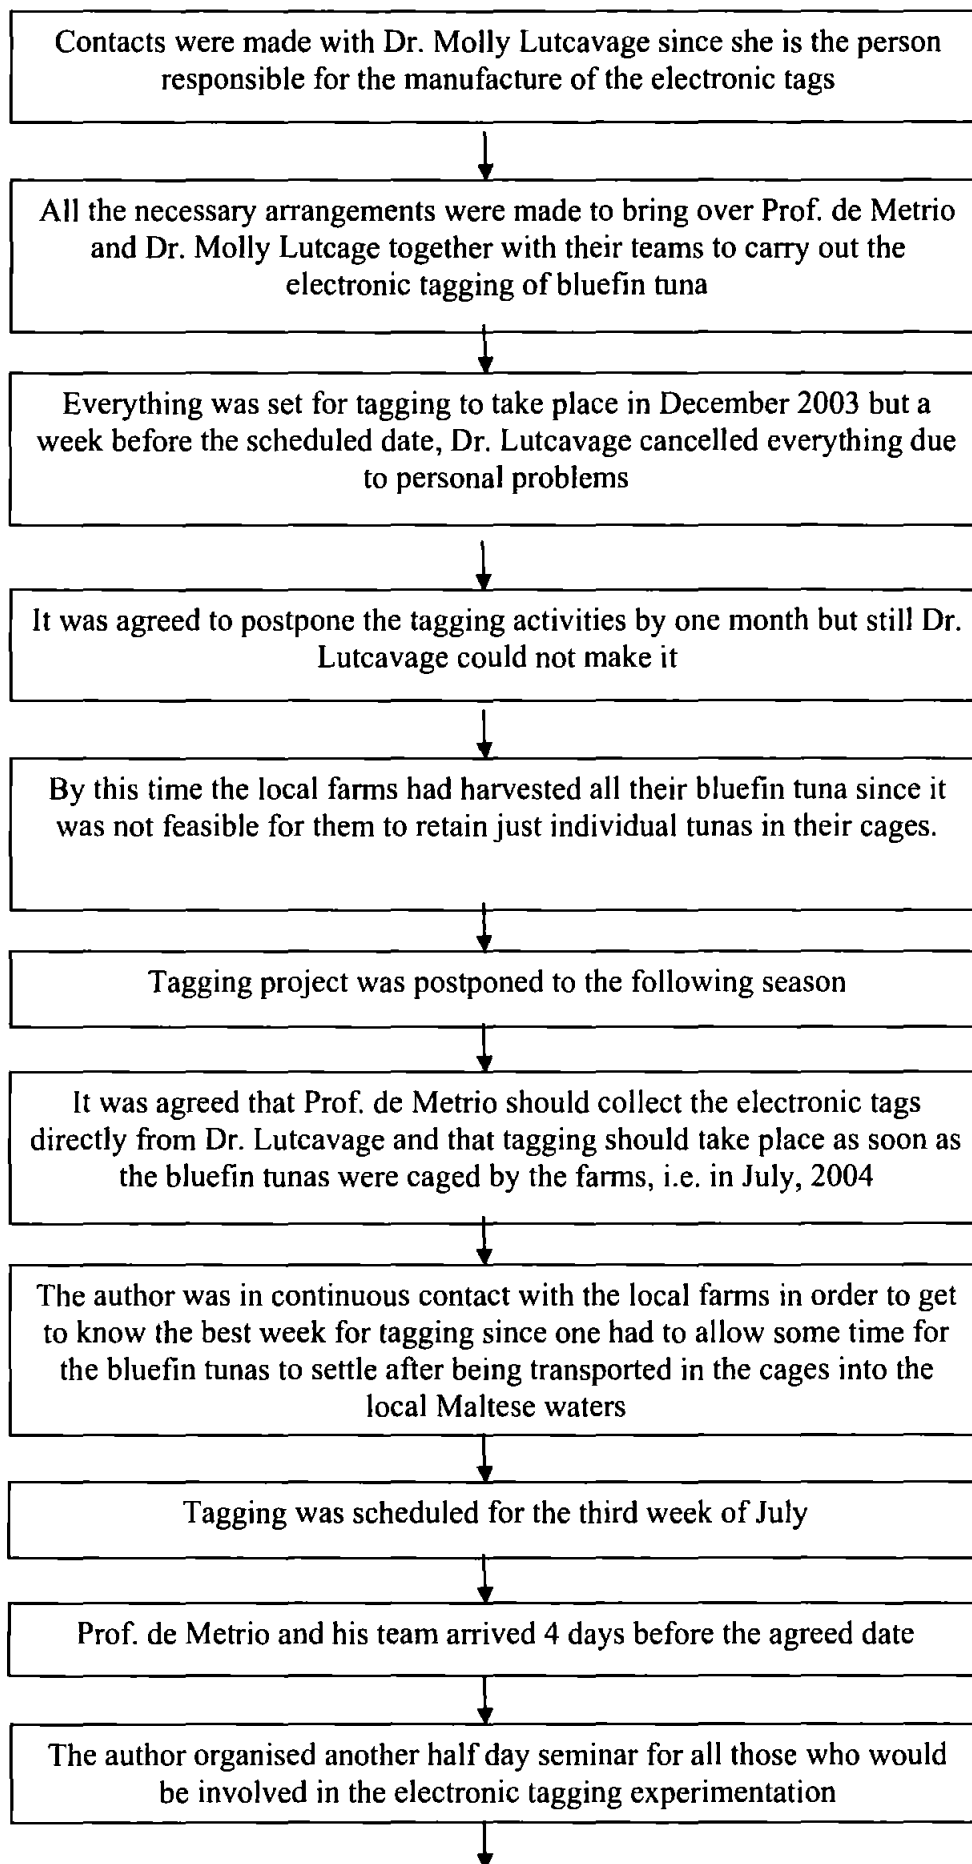 Contacts were made with Dr. Molly Lutcavage since she is the person
responsible for the manufacture of the electronic tags
All the necessary arrangements were made to bring over Prof. de Metrio
and Dr. Molly Lutcage together with their teams to carry out the
electronic tagging of bluefin tuna
Everything was set for tagging to take place in December 2003 but a
week before the scheduled date, Dr. Lutcavage cancelled everything due
to personal problems
It was agreed to postpone the tagging activities by one month but still Dr.
Lutcavage could not make it
By this time the local farms had harvested all their bluefin tuna since it
was not feasible for them to retain just individual tunas in their cages.
Tagging project was postponed to the following season
It was agreed that Prof. de Metrio should collect the electronic tags
directly from Dr. Lutcavage and that tagging should take place as soon as
the bluefin tunas were caged by the farms, i.e. in July, 2004
The author was in continuous contact with the local farms in order to get
to know the best week for tagging since one had to allow some time for
the bluefin tunas to settle after being transported in the cages into the
local Maltese waters
Tagging was scheduled for the third week of July
Prof. de Metrio and his team arrived 4 days before the agreed date
The author organised another half day seminar for all those who would
be involved in the electronic tagging experimentation